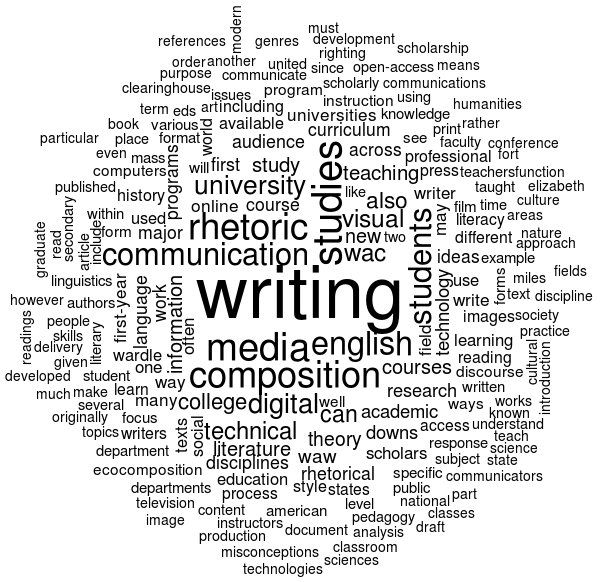 modern
must
references genres development
righting scholarship
order another united since open-access means
purpose communicate scholarly communications
clearinghouse issues program
term eds art including instruction using humanities
book various world available universities knowledge
particular place format audience curriculum see print rather
even mass programs will first study across professional faculty conference
computers studies teaching press fort teachers function
published history university like also writer taught elizabeth
secondary within used online course visual may film time culture
graduate read article include form major rhetoric new two students literacy areas
communication wac different nature
linguistics ideas example approach
however authors first-year language work information writing technology use forms miles fields
people write text discipline
readings skills literary often media english field images society
delivery wardle learning practice
given one composition courses reading cultural introduction
developed student way discourse
much make learn many college digital well research written works
several can academic ways known
originally focus texts social technical access understand
topics writers theory downs response teach
department literature waw scholars subject science
ecocomposition disciplines rhetorical specific state
education communicators
departments process style states public part
television content level national
image instructors american pedagogy classes
production document analysis draft
misconceptions classroom
technologies sciences